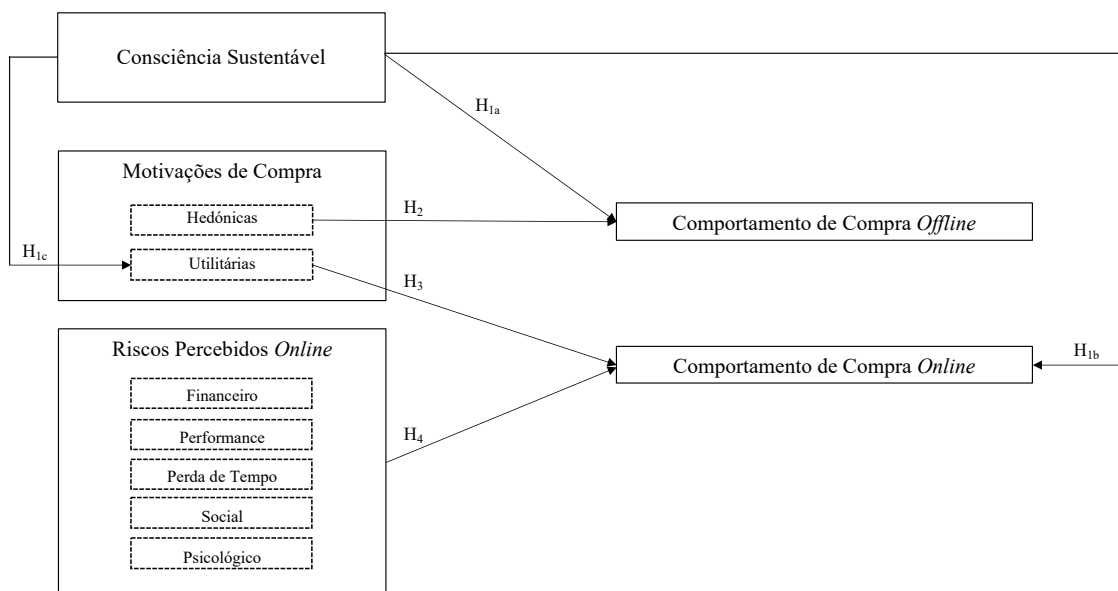 Consciência Sustentável
H1a
Motivações de Compra
Hedónicas
H2
Comportamento de Compra Offline
H1c
Utilitárias
H3
Riscos Percebidos Online
Comportamento de Compra Online
H1b
Financeiro
Performance
H4
Perda de Tempo
Social
Psicológico